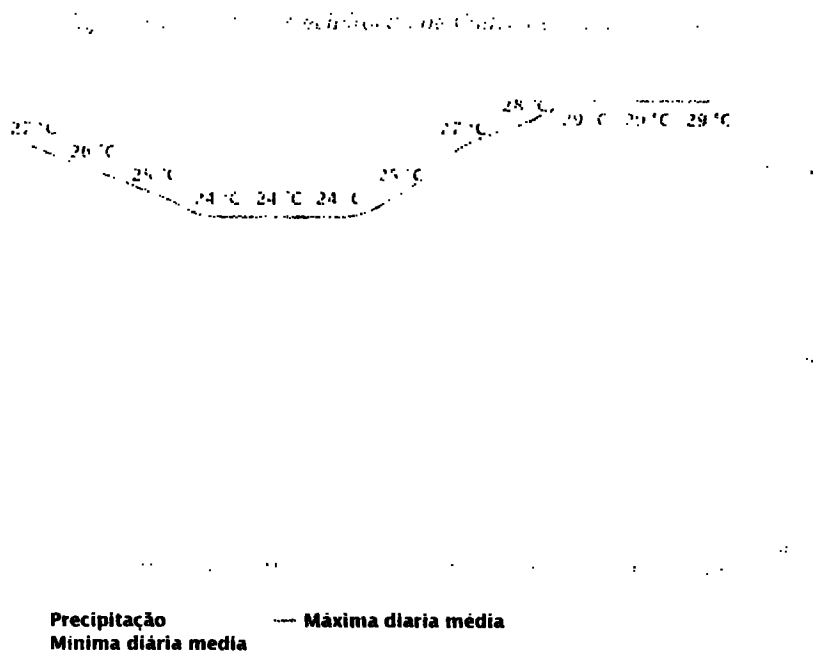 28 °C
27 °C
27 °C
29 °C 29 °C 29 °C
26 °C
25 °C
25 °C
24 °C 24 °C 24 °C
Precipitação
Máxima diaria média
Mínima diária media